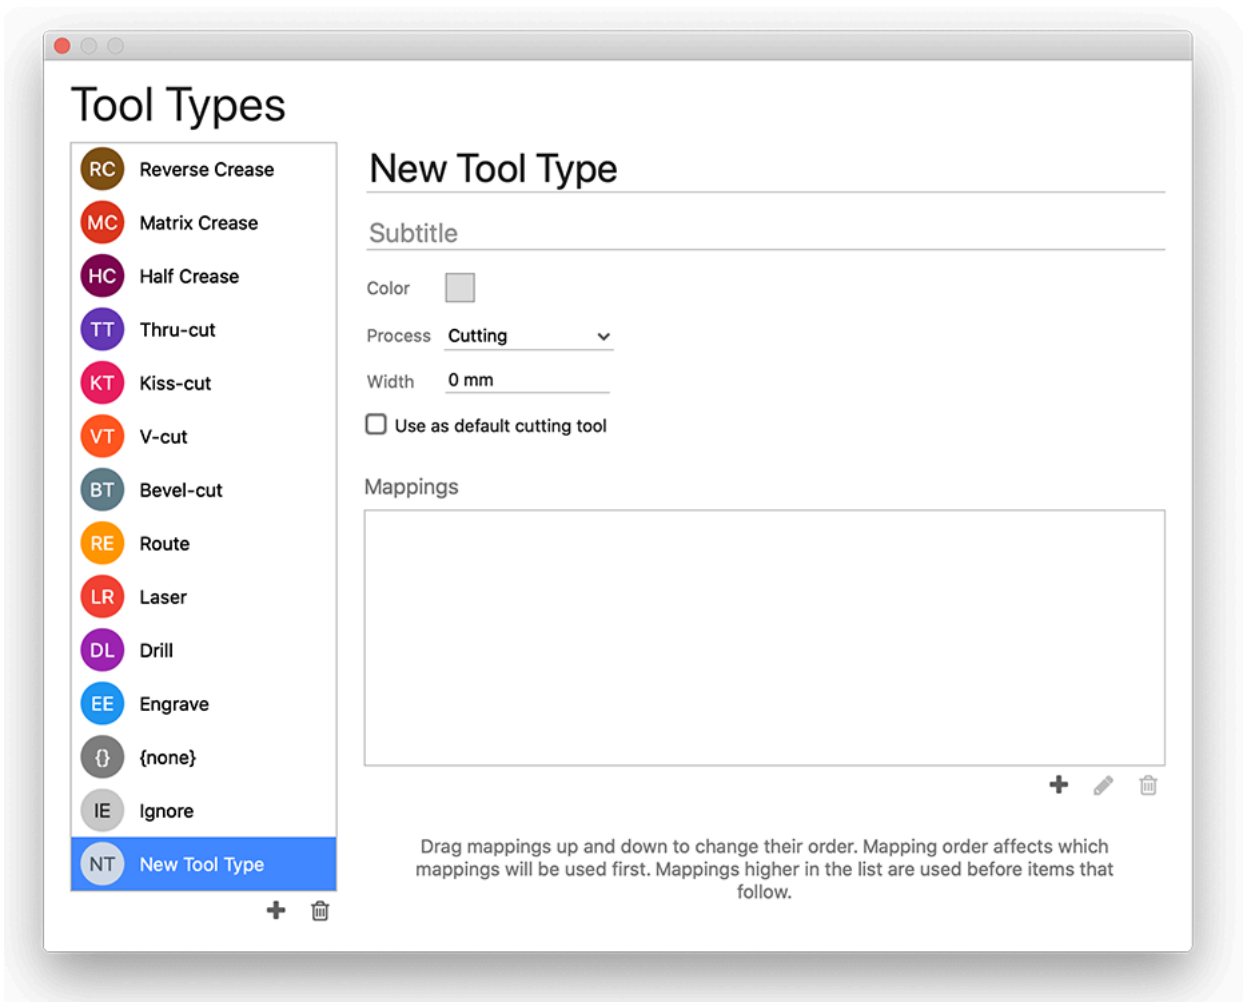 Tool Types
RC Reverse Crease
MC Matrix Crease
HC Half Crease
TT Thru-cut
KT Kiss-cut
VT V-cut
BT Bevel-cut
RE Route
LR Laser
DL Drill
EE Engrave
{} {none}
IE Ignore
NT New Tool Type
New Tool Type
Subtitle
Color
Process Cutting
Width 0 mm
Use as default cutting tool
Mappings
Drag mappings up and down to change their order. Mapping order affects which
mappings will be used first. Mappings higher in the list are used before items that
follow.